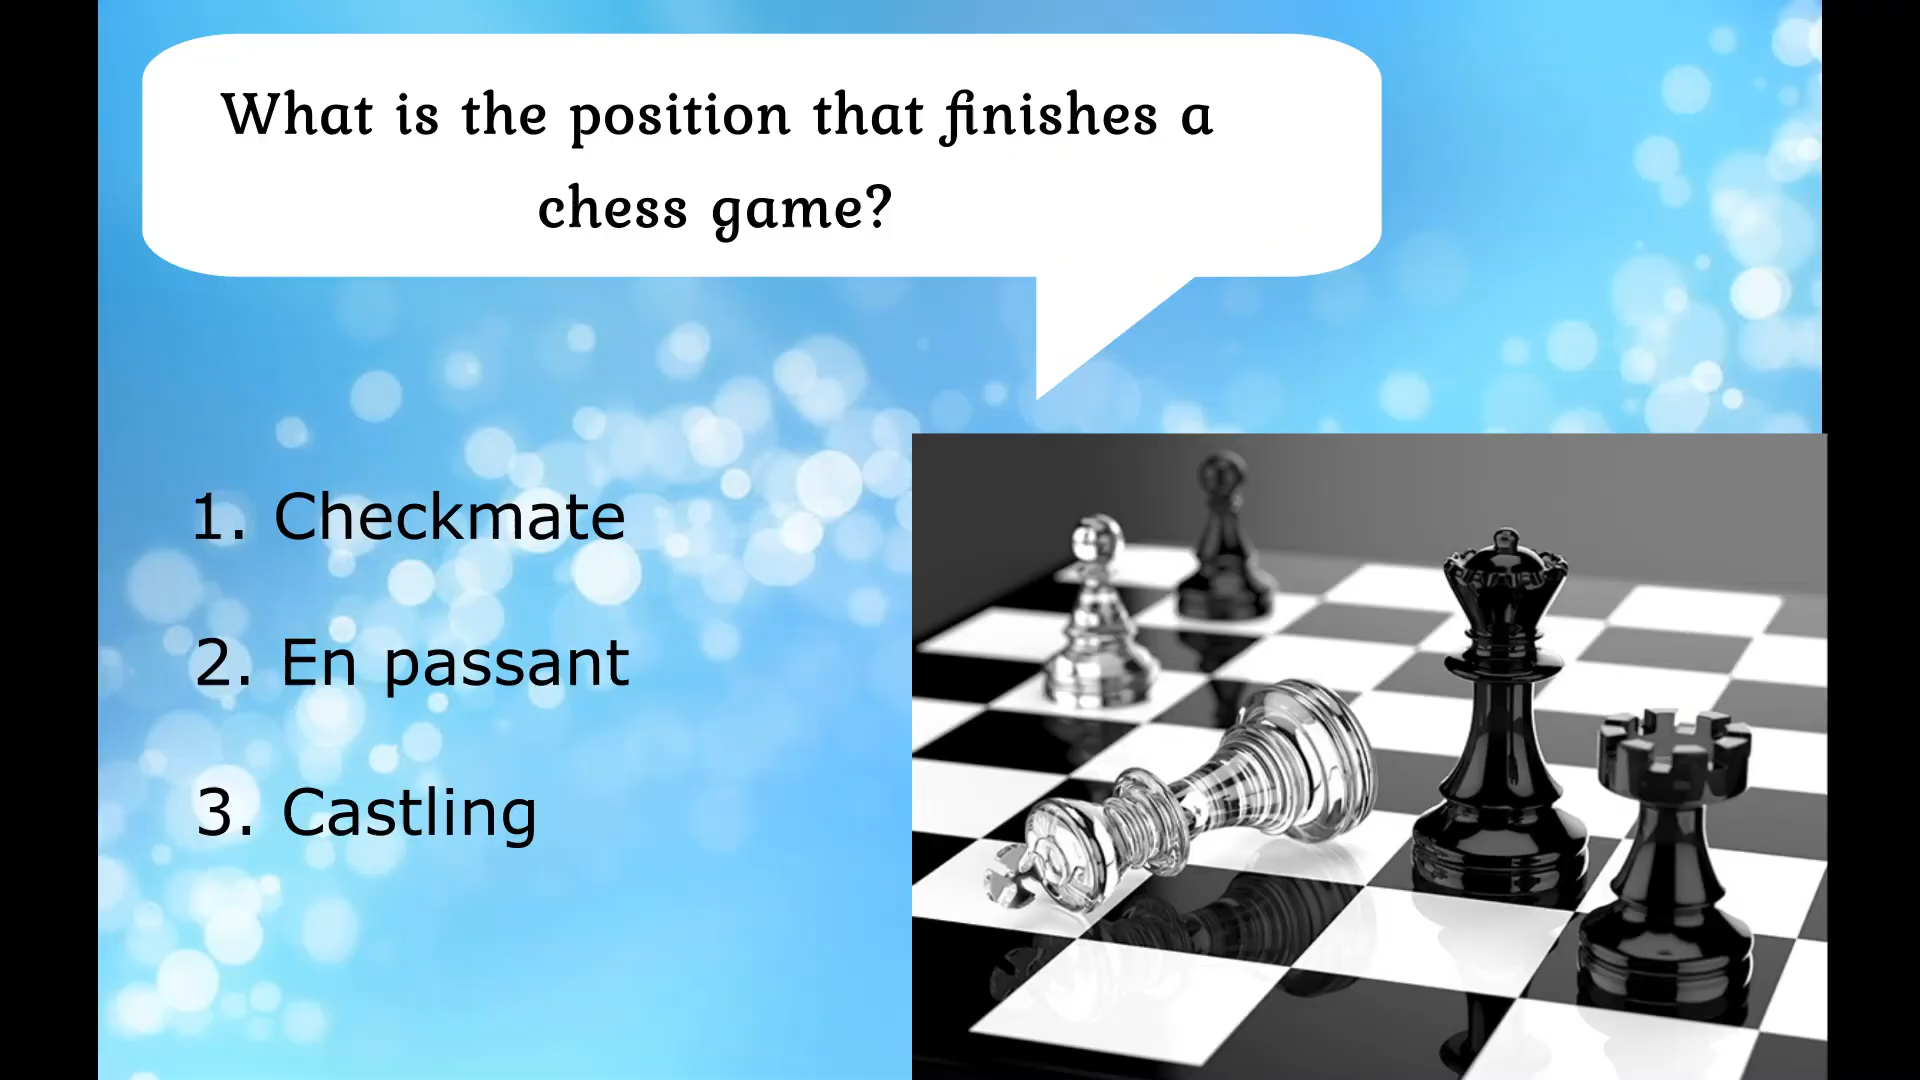 What is the position that finishes a
chess game?
1. Checkmate
2. En passant
3. Castling